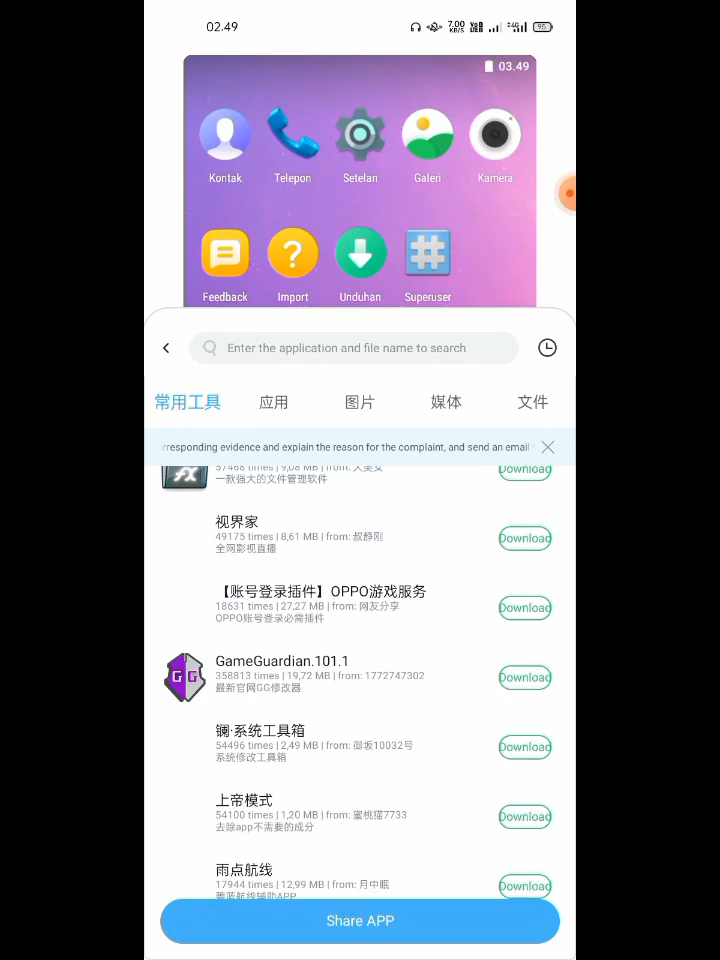 02.49
7.00
KB/S
95
03.49
Kontak
Telepon
Setelan
Galeri
Kamera
Feedback
Import
Unduhan
Superuser
Enter the application and file name to search
常用工具
应用
图片
媒体
文件
rresponding evidence and explain the reason for the complaint, and send an email
fx
57468 times | 9,08 MB | from: 大美女
一款强大的文件管理软件
Download
视界家
49175 times | 8,61 MB | from: 叔静刚
全网影视直播
Download
【账号登录插件】OPPO游戏服务
18631 times | 27,27 MB | from: 网友分享
OPPO账号登录必需插件
Download
GG
GameGuardian.101.1
358813 times | 19,72 MB | from: 1772747302
最新官网GG修改器
Download
镧·系统工具箱
54496 times | 2,49 MB | from: 御坂10032号
系统修改工具箱
Download
上帝模式
54100 times | 1,20 MB | from: 蜜桃猫7733
去除app不需要的成分
Download
雨点航线
17944 times | 12,99 MB | from: 月中眠
碧蓝航线辅助APP
Download
Share APP